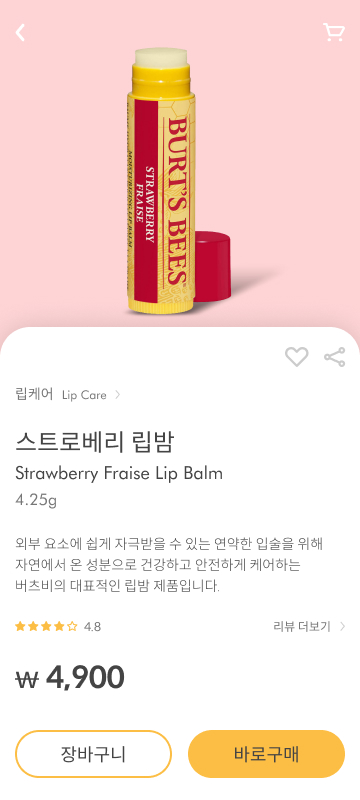 BURT'S BEES
STRAWBERRY
FRAISE
MOISTURIZING LIP BALM
립케어 Lip Care
스트로베리 립밤
Strawberry Fraise Lip Balm
4.25g
외부 요소에 쉽게 자극받을 수 있는 연약한 입술을 위해
자연에서 온 성분으로 건강하고 안전하게 케어하는
버츠비의 대표적인 립밤 제품입니다.
4.8
리뷰 더보기
₩ 4,900
장바구니
바로구매